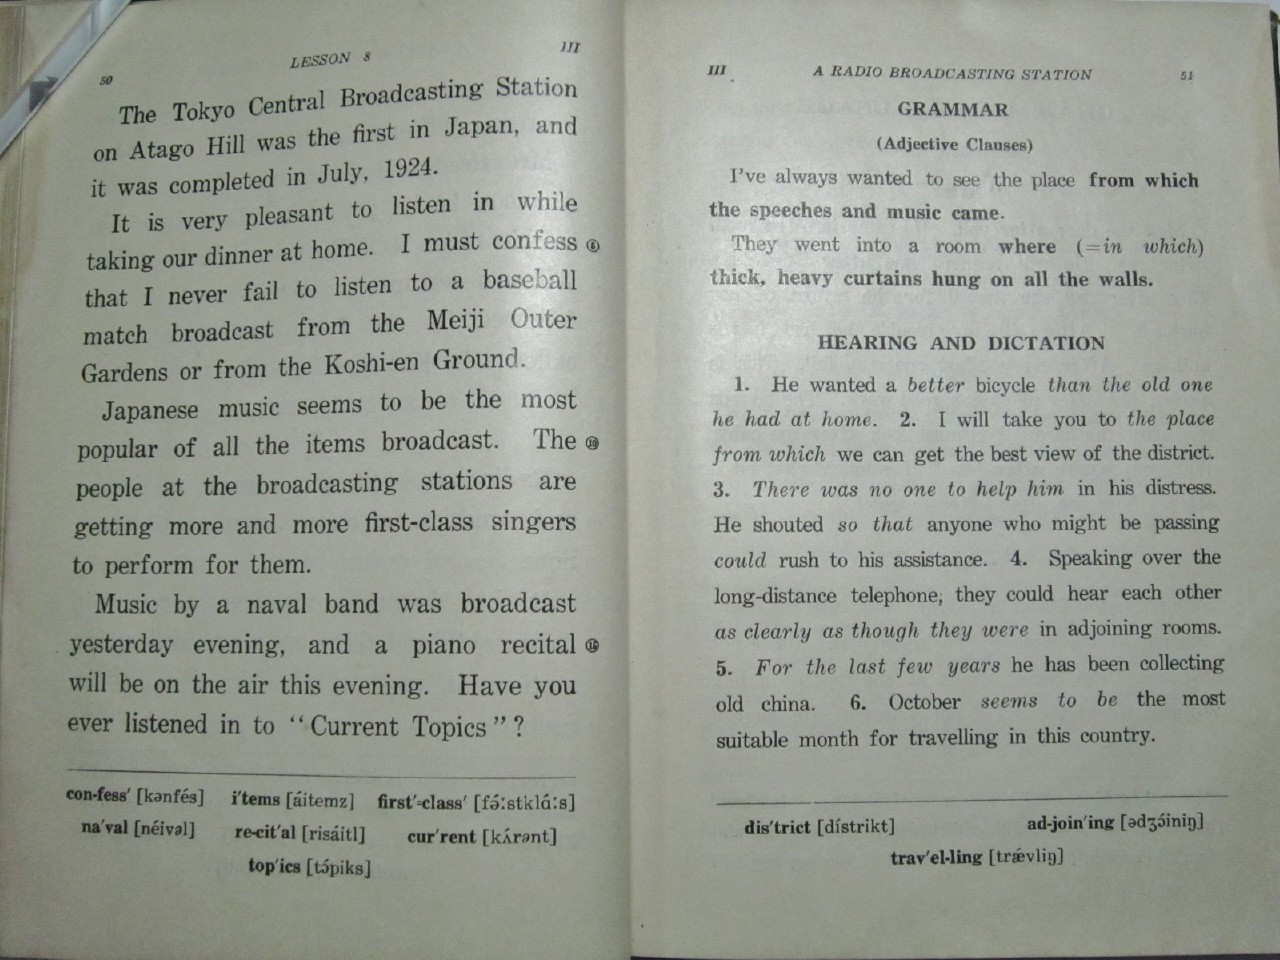 50 LESSON 8 III
The Tokyo Central Broadcasting Station
on Atago Hill was the first in Japan, and
it was completed in July, 1924.
It is very pleasant to listen in while
taking our dinner at home. I must confess ⑤
that I never fail to listen to a baseball
match broadcast from the Meiji Outer
Gardens or from the Koshi-en Ground.
Japanese music seems to be the most
popular of all the items broadcast. The ⑩
people at the broadcasting stations are
getting more and more first-class singers
to perform for them.
Music by a naval band was broadcast
yesterday evening, and a piano recital ⑮
will be on the air this evening. Have you
ever listened in to “Current Topics”?
con-fess′ [kənfés] i′tems [áitemz] first′-class′ [fə́:stklɑ́:s]
na′val [néivəl] re-cit′al [risáitl] cur′rent [kʌ́rənt]
top′ics [tɔ́piks]
III A RADIO BROADCASTING STATION 51
GRAMMAR
(Adjective Clauses)
I've always wanted to see the place from which
the speeches and music came.
They went into a room where (=in which)
thick, heavy curtains hung on all the walls.
HEARING AND DICTATION
1. He wanted a better bicycle than the old one
he had at home. 2. I will take you to the place
from which we can get the best view of the district.
3. There was no one to help him in his distress.
He shouted so that anyone who might be passing
could rush to his assistance. 4. Speaking over the
long-distance telephone, they could hear each other
as clearly as though they were in adjoining rooms.
5. For the last few years he has been collecting
old china. 6. October seems to be the most
suitable month for travelling in this country.
dis′trict [dístrikt] ad-join′ing [ədʒɔ́iniŋ]
trav′el-ling [trǽvliŋ]